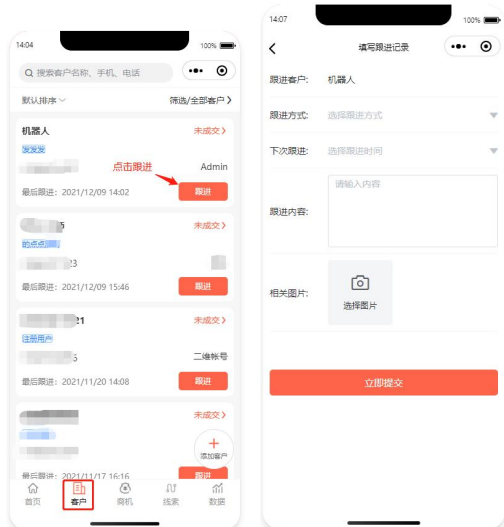 14:04
100%
搜索客户名称、手机、电话
默认排序
筛选/全部客户
机器人
未成交
发发发
点击跟进
Admin
最后跟进：2021/12/09 14:02
跟进
未成交
的点点
23
最后跟进：2021/12/09 15:46
跟进
21
未成交
注册用户
5
二维帐号
最后跟进：2021/11/20 14:08
跟进
未成交
添加客户
最后跟进：2021/11/17 16:16
跟进
首页
客户
商机
线索
数据
14:07
100%
填写跟进记录
跟进客户:
机器人
跟进方式:
选择跟进方式
下次跟进:
选择跟进时间
跟进内容:
请输入内容
相关图片:
选择图片
立即提交